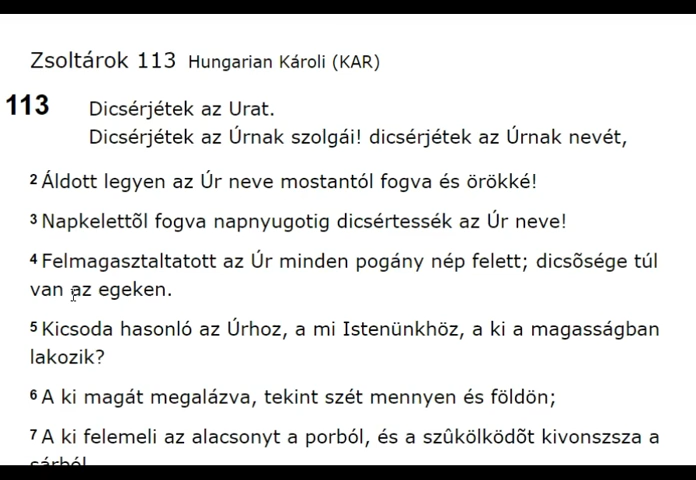 Zsoltárok 113 Hungarian Károli (KAR)
113 Dicsérjétek az Urat.
Dicsérjétek az Úrnak szolgái! dicsérjétek az Úrnak nevét,
2 Áldott legyen az Úr neve mostantól fogva és örökké!
3 Napkelettõl fogva napnyugotig dicsértessék az Úr neve!
4 Felmagasztaltatott az Úr minden pogány nép felett; dicsõsége túl
van az egeken.
5 Kicsoda hasonló az Úrhoz, a mi Istenünkhöz, a ki a magasságban
lakozik?
6 A ki magát megalázva, tekint szét mennyen és földön;
7 A ki felemeli az alacsonyt a porból, és a szûkölködõt kivonszsza a
sárból